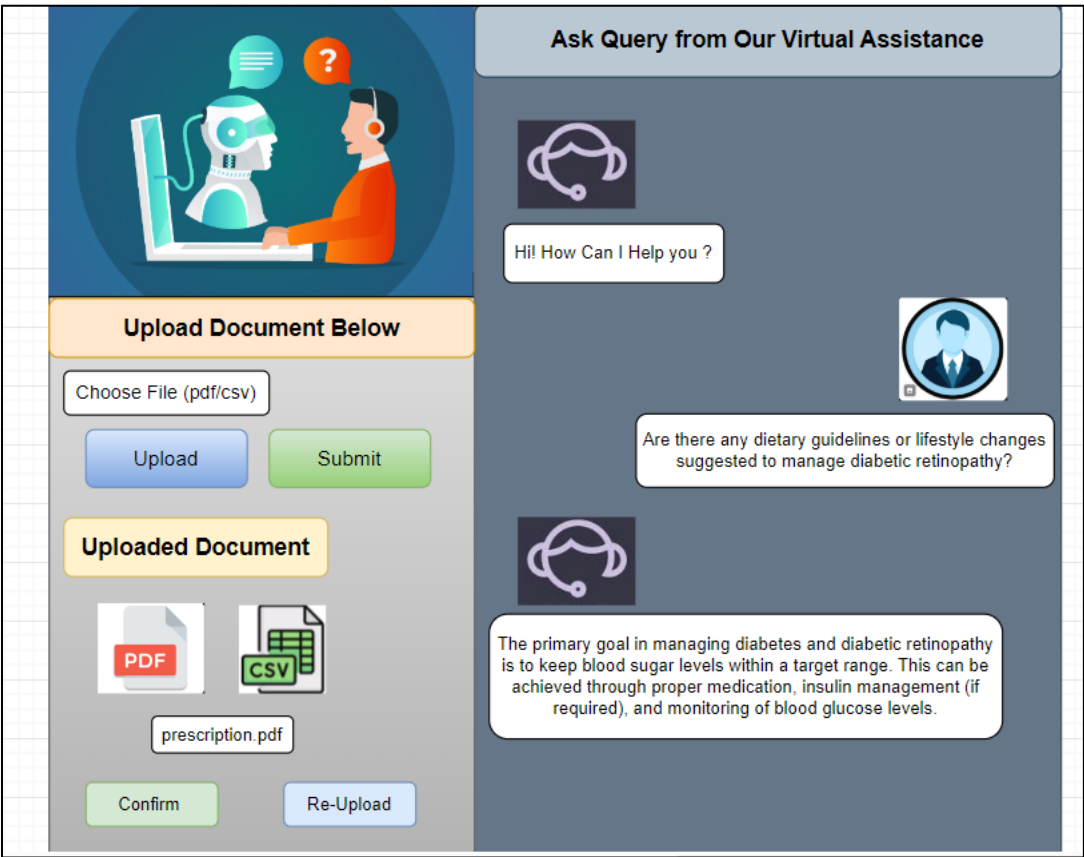 ?
Upload Document Below
Choose File (pdf/csv)
Upload
Submit
Uploaded Document
PDF
CSV
prescription.pdf
Confirm
Re-Upload
Ask Query from Our Virtual Assistance
Hi! How Can I Help you ?
Are there any dietary guidelines or lifestyle changes
suggested to manage diabetic retinopathy?
The primary goal in managing diabetes and diabetic retinopathy
is to keep blood sugar levels within a target range. This can be
achieved through proper medication, insulin management (if
required), and monitoring of blood glucose levels.